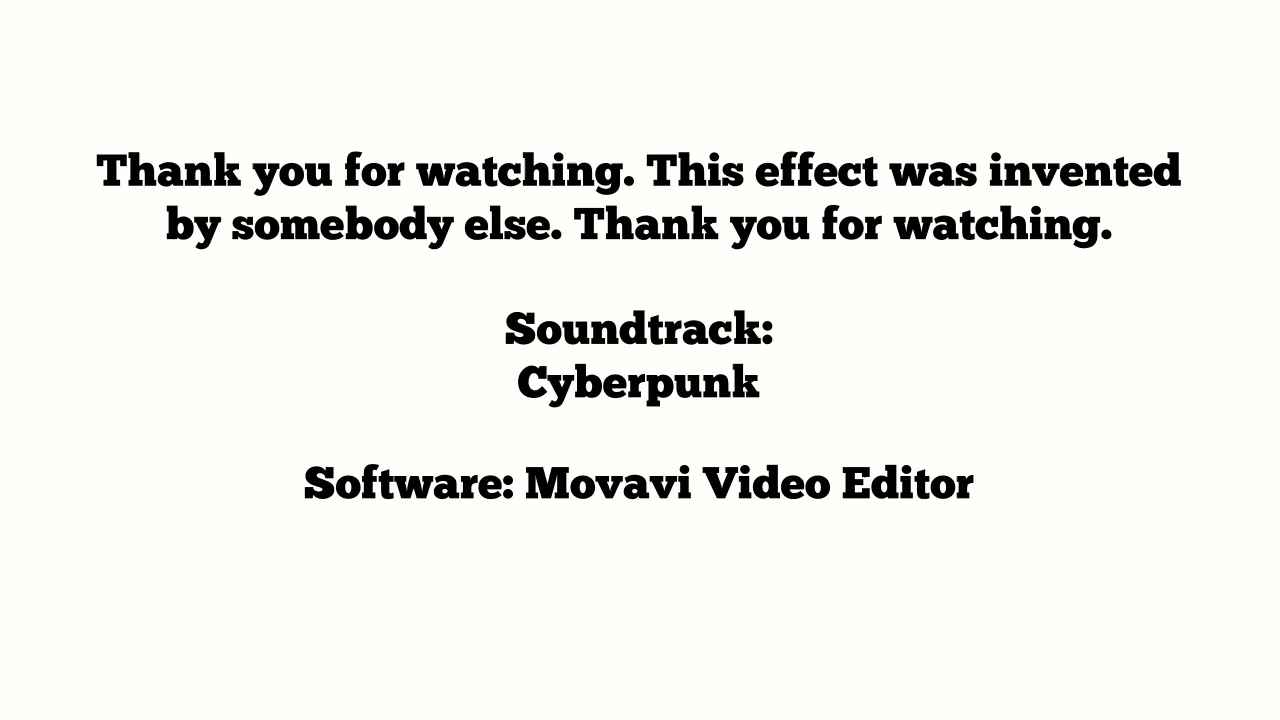 Thank you for watching. This effect was invented
by somebody else. Thank you for watching.
Soundtrack:
Cyberpunk
Software: Movavi Video Editor